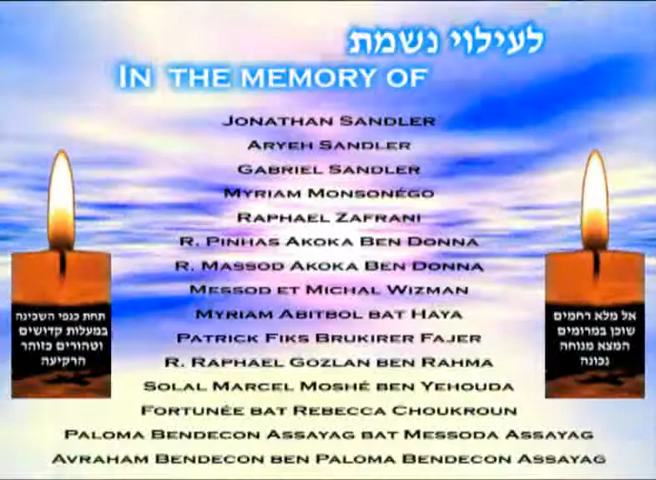 לעילוי נשמת
IN THE MEMORY OF
JONATHAN SANDLER
ARYEH SANDLER
GABRIEL SANDLER
MYRIAM MONSONÉGO
RAPHAEL ZAFRANI
R. PINHAS AKOKA BEN DONNA
R. MASSOD AKOKA BEN DONNA
MESSOD ET MICHAL WIZMAN
MYRIAM ABITBOL BAT HAYA
PATRICK FIKS BRUKIRER FAJER
R. RAPHAEL GOZLAN BEN RAHMA
SOLAL MARCEL MOSHÉ BEN YEHOUDA
FORTUNÉE BAT REBECCA CHOUKROUN
PALOMA BENDECON ASSAYAG BAT MESSODA ASSAYAG
AVRAHAM BENDECON BEN PALOMA BENDECON ASSAYAG
אל מלא רחמים
שוכן במרומים
המצא מנוחה
נכונה
תחת כנפי השכינה
במעלות קדושים
וטהורים כזוהר
הרקיעה